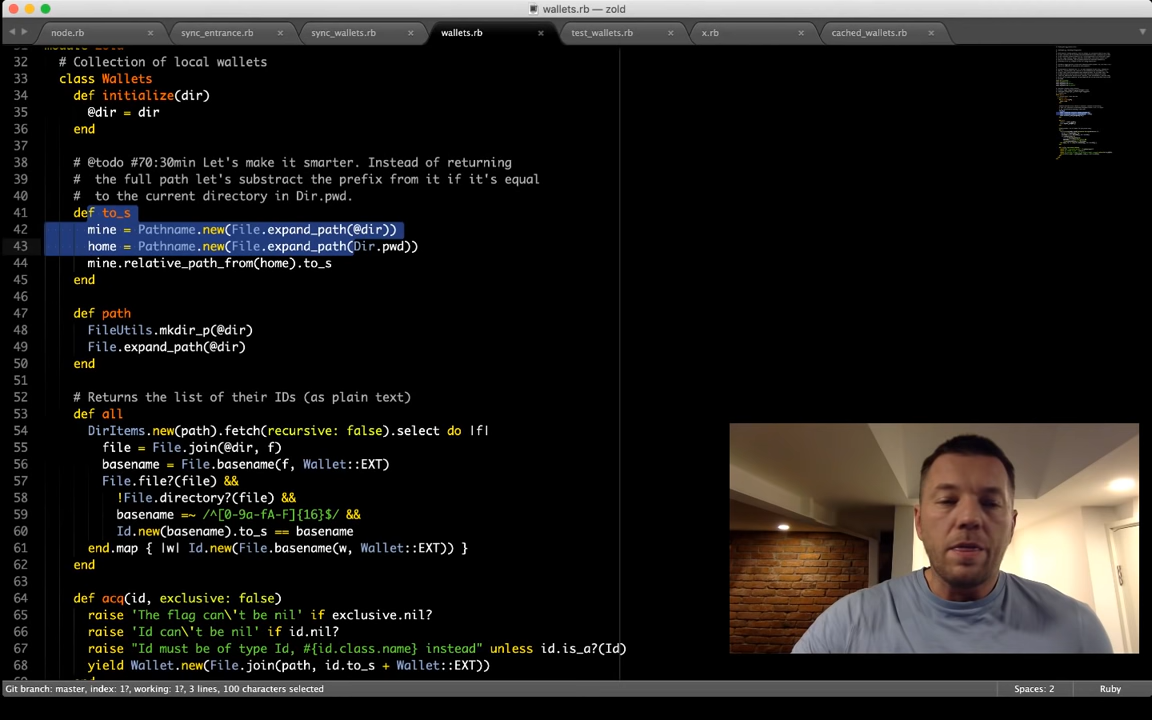 wallets.rb — zold
node.rb
sync_entrance.rb
sync_wallets.rb
wallets.rb
test_wallets.rb
x.rb
cached_wallets.rb
32 # Collection of local wallets
33 class Wallets
34 def initialize(dir)
35 @dir = dir
36 end
37
38 # @todo #70:30min Let's make it smarter. Instead of returning
39 #  the full path let's substract the prefix from it if it's equal
40 #  to the current directory in Dir.pwd.
41 def to_s
42 mine = Pathname.new(File.expand_path(@dir))
43 home = Pathname.new(File.expand_path(Dir.pwd))
44 mine.relative_path_from(home).to_s
45 end
46
47 def path
48 FileUtils.mkdir_p(@dir)
49 File.expand_path(@dir)
50 end
51
52 # Returns the list of their IDs (as plain text)
53 def all
54 DirItems.new(path).fetch(recursive: false).select do |f|
55 file = File.join(@dir, f)
56 basename = File.basename(f, Wallet::EXT)
57 File.file?(file) &&
58 !File.directory?(file) &&
59 basename =~ /^[0-9a-fA-F]{16}$/ &&
60 Id.new(basename).to_s == basename
61 end.map { |w| Id.new(File.basename(w, Wallet::EXT)) }
62 end
63
64 def acq(id, exclusive: false)
65 raise 'The flag can\'t be nil' if exclusive.nil?
66 raise 'Id can\'t be nil' if id.nil?
67 raise "Id must be of type Id, #{id.class.name} instead" unless id.is_a?(Id)
68 yield Wallet.new(File.join(path, id.to_s + Wallet::EXT))
Git branch: master, index: 1?, working: 1?, 3 lines, 100 characters selected
Spaces: 2
Ruby